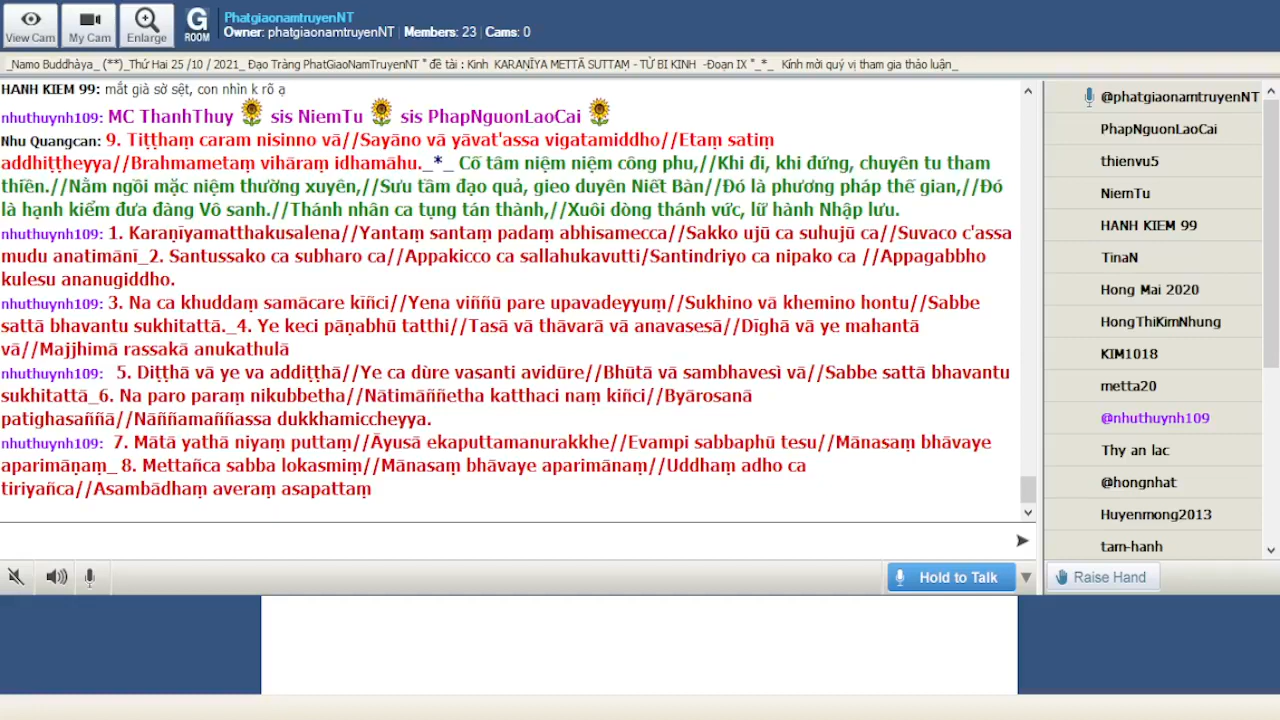 PhatgiaonamtruyenNT
Owner: phatgiaonamtruyenNT | Members: 23 | Cams: 0
View Cam
My Cam
Enlarge
G
ROOM
_Namo Buddhàya_ (**)_Thứ Hai 25 /10 / 2021_ Đạo Tràng PhatGiaoNamTruyenNT " đề tài : Kinh KARAṆĪYA METTĀ SUTTAṂ - TỪ BI KINH -Đoạn IX "_*_ Kính mời quý vị tham gia thảo luận_
HANH KIEM 99: mắt già sờ sệt, con nhìn k rõ ạ
nhuthuynh109: MC ThanhThuy 🌻 sis NiemTu 🌻 sis PhapNguonLaoCai 🌻
Nhu Quangcan: 9. Tiṭṭhaṃ caram nisinno vā//Sayāno vā yāvat'assa vigatamiddho//Etaṃ satiṃ
addhiṭṭheyya//Brahmametaṃ vihāraṃ idhamāhu._*_ Cố tâm niệm niệm công phu,//Khi đi, khi đứng, chuyên tu tham
thiền.//Nằm ngồi mặc niệm thường xuyên,//Sưu tầm đạo quả, gieo duyên Niết Bàn//Đó là phương pháp thế gian,//Đó
là hạnh kiểm đưa đàng Vô sanh.//Thánh nhân ca tụng tán thành,//Xuôi dòng thánh vức, lữ hành Nhập lưu.
nhuthuynh109: 1. Karaṇīyamatthakusalena//Yantaṃ santaṃ padaṃ abhisamecca//Sakko ujū ca suhujū ca//Suvaco c'assa
mudu anatimānī_2. Santussako ca subharo ca//Appakicco ca sallahukavutti/Santindriyo ca nipako ca //Appagabbho
kulesu ananugiddho.
nhuthuynh109: 3. Na ca khuddaṃ samācare kīñci//Yena viññū pare upavadeyyuṃ//Sukhino vā khemino hontu//Sabbe
sattā bhavantu sukhitattā._4. Ye keci pāṇabhū tatthi//Tasā vā thāvarā vā anavasesā//Dīghā vā ye mahantā
vā//Majjhimā rassakā anukathulā
nhuthuynh109: 5. Diṭṭhā vā ye va addiṭṭhā//Ye ca dùre vasanti avidūre//Bhūtā vā sambhavesì vā//Sabbe sattā bhavantu
sukhitattā_6. Na paro paraṃ nikubbetha//Nātimāññetha katthaci naṃ kiñci//Byārosanā
patighasaññā//Nāññamaññassa dukkhamiccheyya.
nhuthuynh109: 7. Mātā yathā niyaṃ puttaṃ//Āyusā ekaputtamanurakkhe//Evampi sabbaphū tesu//Mānasaṃ bhāvaye
aparimāṇaṃ_ 8. Mettañca sabba lokasmiṃ//Mānasaṃ bhāvaye aparimānaṃ//Uddhaṃ adho ca
tiriyañca//Asambādhaṃ averaṃ asapattaṃ
@phatgiaonamtruyenNT
PhapNguonLaoCai
thienvu5
NiemTu
HANH KIEM 99
TinaN
Hong Mai 2020
HongThiKimNhung
KIM1018
metta20
@nhuthuynh109
Thy an lac
@hongnhat
Huyenmong2013
tam-hanh
Hold to Talk
Raise Hand